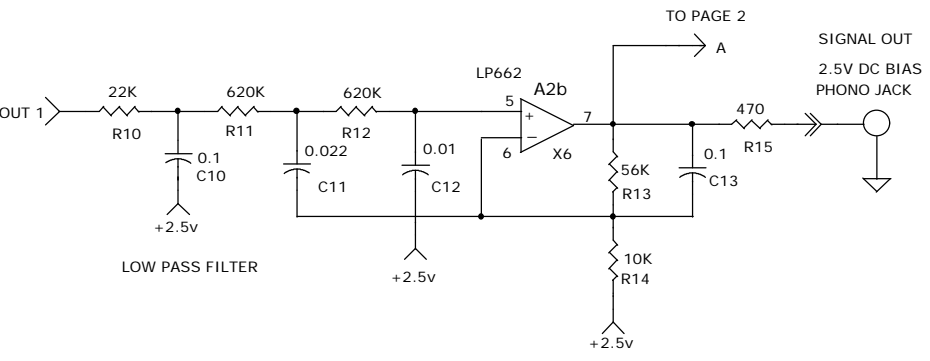 TO PAGE 2
A
SIGNAL OUT
2.5V DC BIAS
PHONO JACK
LP662
A2b
OUT 1
22K
R10
620K
R11
620K
R12
5
+
6
−
7
X6
470
R15
0.1
C10
0.022
C11
0.01
C12
56K
R13
0.1
C13
+2.5v
LOW PASS FILTER
+2.5v
10K
R14
+2.5v